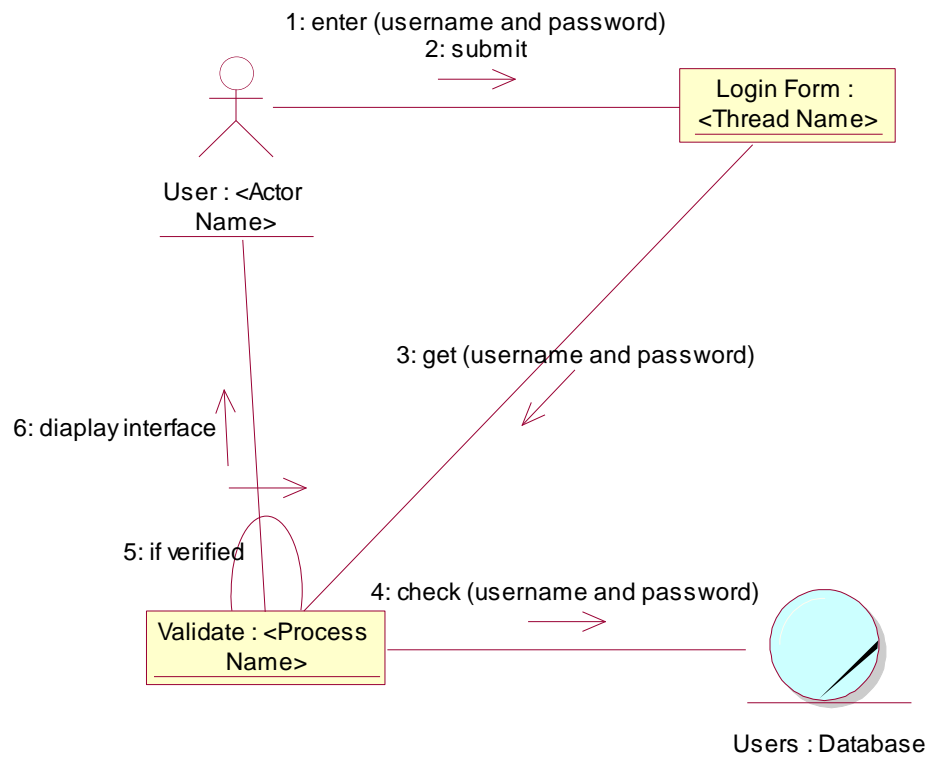 1: enter (username and password)
2: submit
Login Form :
<Thread Name>
User : <Actor
Name>
3: get (username and password)
6: diaplay interface
5: if verified
4: check (username and password)
Validate : <Process
Name>
Users : Database